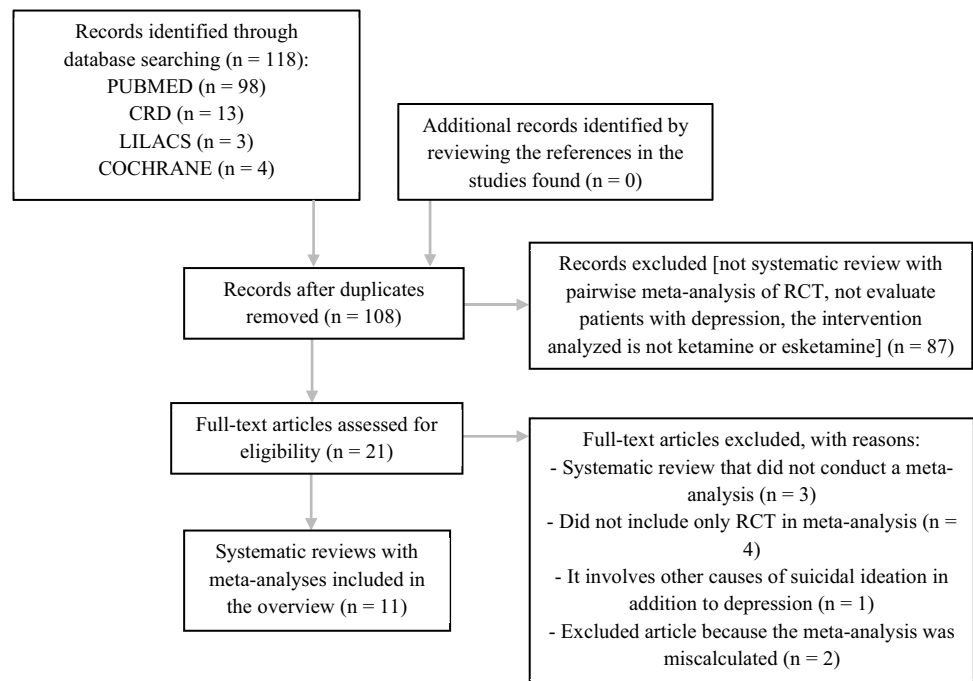 Records identified through
database searching (n = 118):
PUBMED (n = 98)
CRD (n = 13)
LILACS (n = 3)
COCHRANE (n = 4)
Additional records identified by
reviewing the references in the
studies found (n = 0)
Records after duplicates
removed (n = 108)
Records excluded [not systematic review with
pairwise meta-analysis of RCT, not evaluate
patients with depression, the intervention
analyzed is not ketamine or esketamine] (n = 87)
Full-text articles assessed for
eligibility (n = 21)
Full-text articles excluded, with reasons:
- Systematic review that did not conduct a meta-
analysis (n = 3)
- Did not include only RCT in meta-analysis (n =
4)
- It involves other causes of suicidal ideation in
addition to depression (n = 1)
- Excluded article because the meta-analysis was
miscalculated (n = 2)
Systematic reviews with
meta-analyses included in
the overview (n = 11)